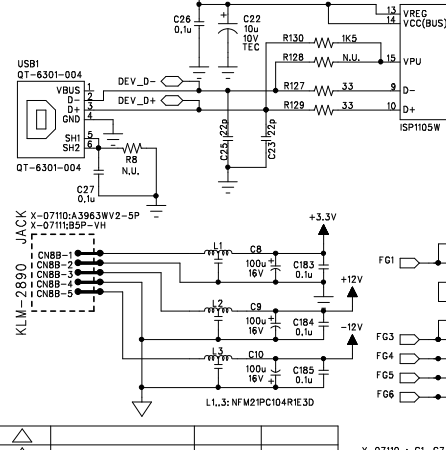 C26
0,1u
C22
10u
10V
TEC
13 VREG
14 VCC(BUS)
R130 1K5
R128 N.U.
15 VPU
USB1
QT-6301-004
DEV_D-
VBUS 1
D- 2
D+ 3
GND 4
SH1 5
SH2 6
DEV_D+
R127 33
9 D-
R129 33
10 D+
ISP1105W
C25 22p
C23 22p
QT-6301-004
R8
N.U.
C27
0,1u
KLM-2890 JACK
X-07110:A3963WV2-5P
X-07111:B5P-VH
CN8B-1
CN8B-2
CN8B-3
CN8B-4
CN8B-5
+3.3V
L1
C8
100u
16V
C183
0.1u
+12V
L2
C9
100u
16V
C184
0.1u
-12V
L3
C10
100u
16V
C185
0.1u
L1..3: NFM21PC104R1E3D
FG1
FG3
FG4
FG5
FG6